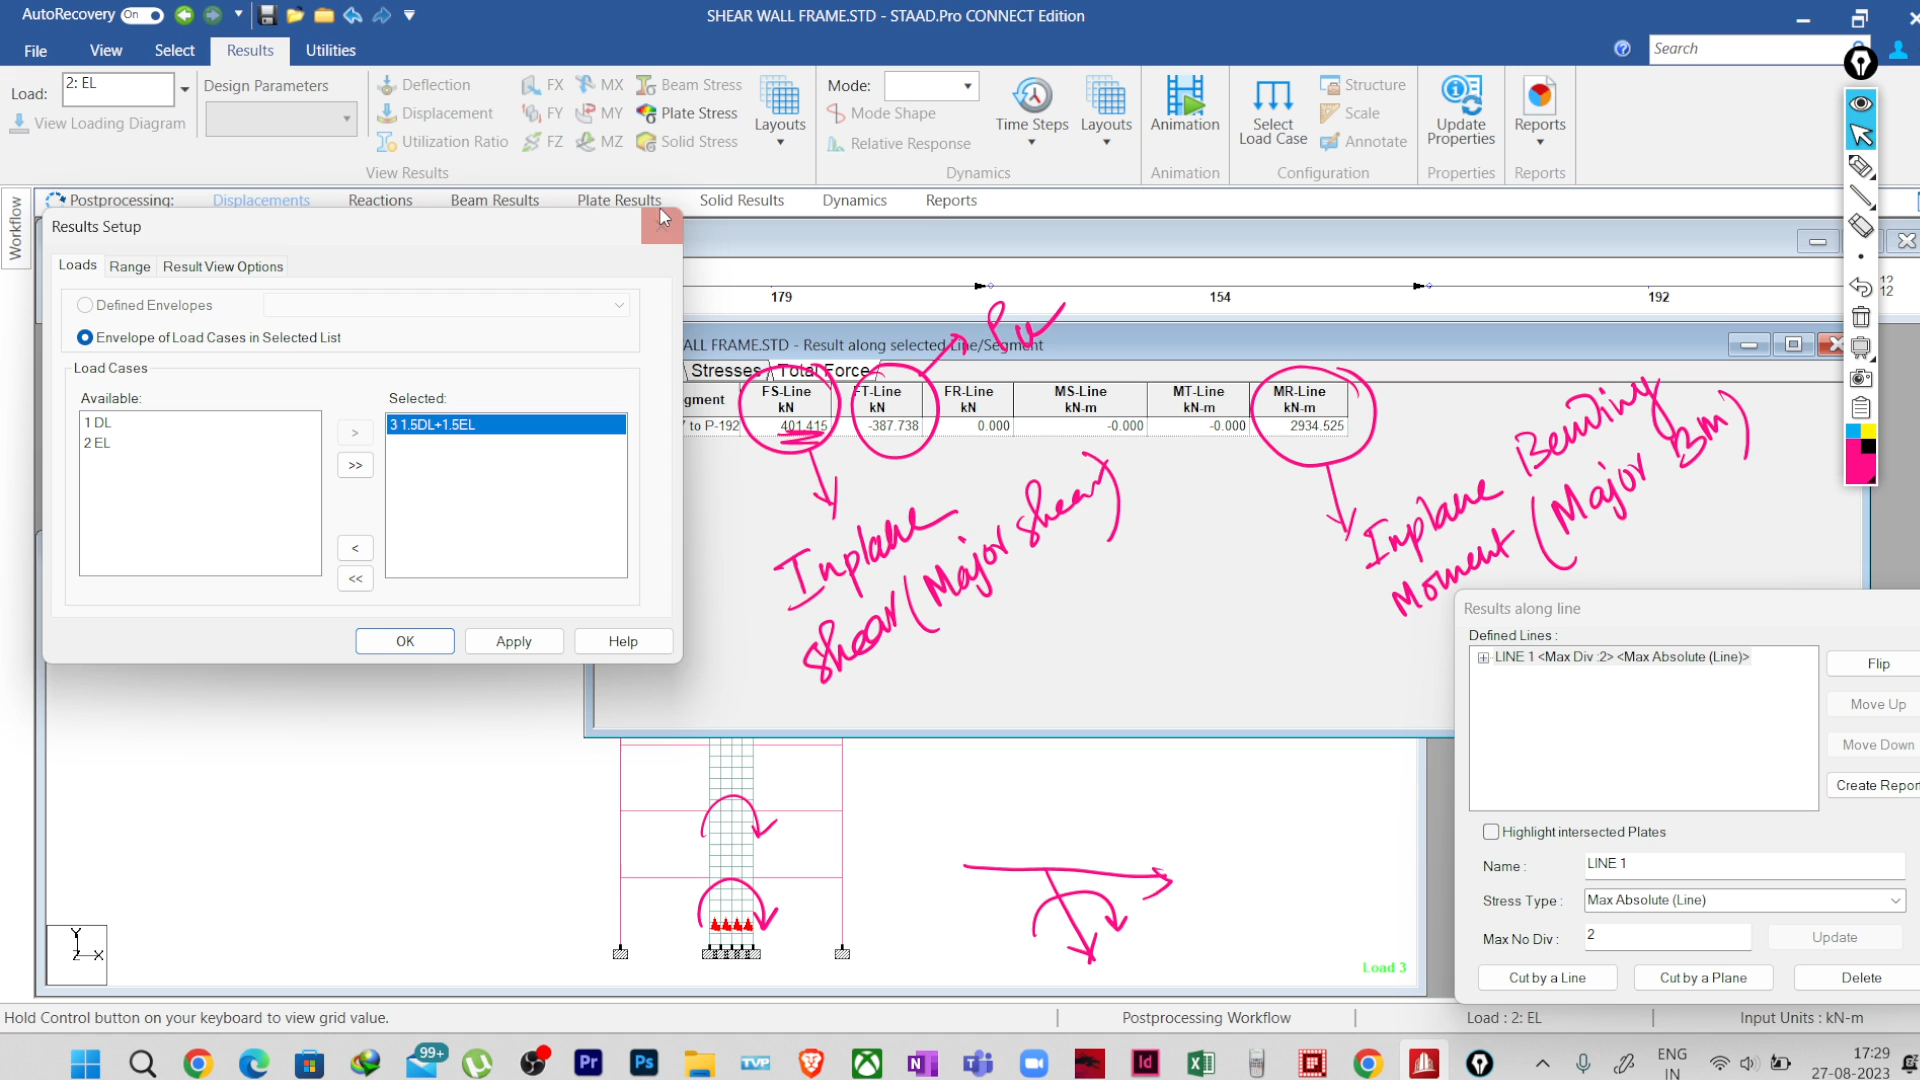 AutoRecovery On
SHEAR WALL FRAME.STD - STAAD.Pro CONNECT Edition
File View Select Results Utilities
Search
Load: 2: EL
View Loading Diagram
Design Parameters
Deflection FX MX Beam Stress
Displacement FY MY Plate Stress
Utilization Ratio FZ MZ Solid Stress
Layouts
View Results
Mode:
Mode Shape
Relative Response
Time Steps
Layouts
Dynamics
Animation
Animation
Select
Load Case
Structure
Scale
Annotate
Configuration
Update
Properties
Properties
Reports
Reports
Workflow
Postprocessing: Displacements Reactions Beam Results Plate Results Solid Results Dynamics Reports
Results Setup
Loads Range Result View Options
Defined Envelopes
Envelope of Load Cases in Selected List
Load Cases
Available:
1 DL
2 EL
Selected:
3 1.5DL+1.5EL
>
>>
<
<<
OK Apply Help
179 154 192
12
12
ALL FRAME.STD - Result along selected Line/Segment
Stresses Total Force
gment FS-Line FT-Line FR-Line MS-Line MT-Line MR-Line
kN kN kN kN-m kN-m kN-m
7 to P-192 401.415 -387.738 0.000 -0.000 -0.000 2934.525
Pu
Inplane
shear (Major shear)
Inplane Bending
Moment (Major BM)
Y
Z X
Load 3
Results along line
Defined Lines :
LINE 1 <Max Div :2> <Max Absolute (Line)>
Flip
Move Up
Move Down
Create Repor
Highlight intersected Plates
Name : LINE 1
Stress Type : Max Absolute (Line)
Max No Div : 2
Update
Cut by a Line Cut by a Plane Delete
Hold Control button on your keyboard to view grid value.
Postprocessing Workflow
Load : 2: EL
Input Units : kN-m
99+
Pr
Ps
TVP
Id
ENG
IN
17:29
27-08-2023